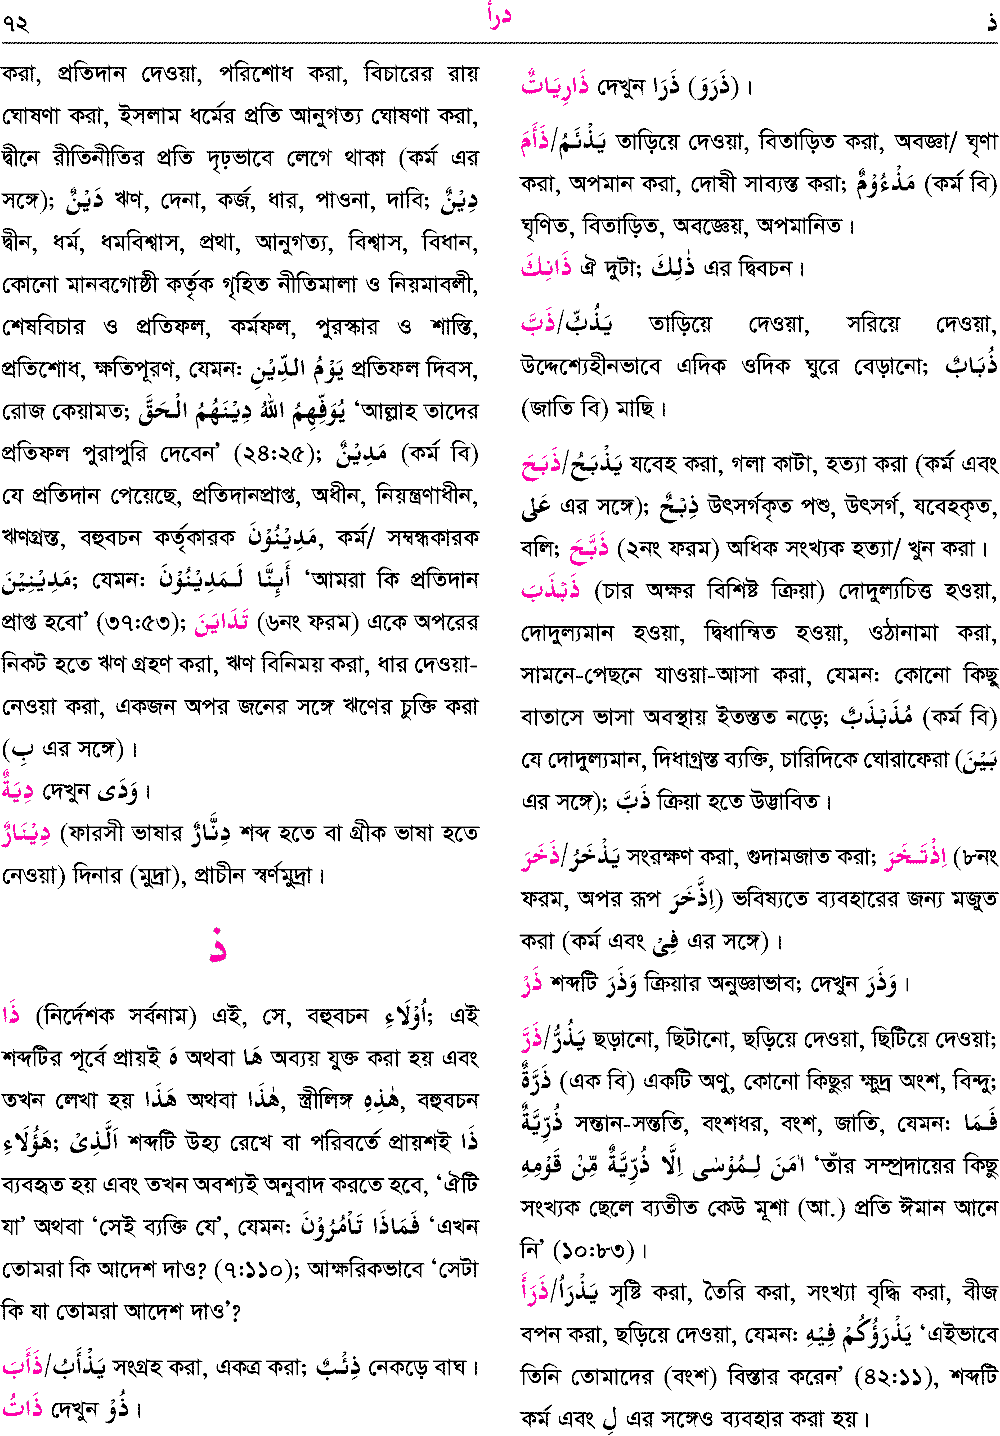 ৭২ درأ ذ
করা, প্রতিদান দেওয়া, পরিশোধ করা, বিচারের রায়
ঘোষণা করা, ইসলাম ধর্মের প্রতি আনুগত্য ঘোষণা করা,
দ্বীনে রীতিনীতির প্রতি দৃঢ়ভাবে লেগে থাকা (কর্ম এর
সঙ্গে); دَيْنٌ ঋণ, দেনা, কর্জ, ধার, পাওনা, দাবি; دِيْنٌ
দ্বীন, ধর্ম, ধমবিশ্বাস, প্রথা, আনুগত্য, বিশ্বাস, বিধান,
কোনো মানবগোষ্ঠী কর্তৃক গৃহিত নীতিমালা ও নিয়মাবলী,
শেষবিচার ও প্রতিফল, কর্মফল, পুরস্কার ও শাস্তি,
প্রতিশোধ, ক্ষতিপূরণ, যেমন: يَوْمُ الدِّيْنِ প্রতিফল দিবস,
রোজ কেয়ামত; يُوَفِّهِمُ اللهُ دِيْنَهُمُ الْحَقَّ ‘আল্লাহ তাদের
প্রতিফল পুরাপুরি দেবেন’ (২৪:২৫); مَدِيْنٌ (কর্ম বি)
যে প্রতিদান পেয়েছে, প্রতিদানপ্রাপ্ত, অধীন, নিয়ন্ত্রণাধীন,
ঋণগ্রস্ত, বহুবচন কর্তৃকারক مَدِيْنُوْنَ, কর্ম/ সম্বন্ধকারক
مَدِيْنِيْنَ; যেমন: أَئِنَّا لَمَدِيْنُوْنَ ‘আমরা কি প্রতিদান
প্রাপ্ত হবো’ (৩৭:৫৩); تَدَايَنَ (৬নং ফরম) একে অপরের
নিকট হতে ঋণ গ্রহণ করা, ঋণ বিনিময় করা, ধার দেওয়া-
নেওয়া করা, একজন অপর জনের সঙ্গে ঋণের চুক্তি করা
(بِ এর সঙ্গে)।
دِيَةٌ দেখুন وَدَى।
دِيْنَارٌ (ফারসী ভাষার دِنَّارٌ শব্দ হতে বা গ্রীক ভাষা হতে
নেওয়া) দিনার (মুদ্রা), প্রাচীন স্বর্ণমুদ্রা।
ذ
ذَا (নির্দেশক সর্বনাম) এই, সে, বহুবচন أُوْلَاءِ; এই
শব্দটির পূর্বে প্রায়ই هَ অথবা هَا অব্যয় যুক্ত করা হয় এবং
তখন লেখা হয় هَذَا অথবা هٰذَا, স্ত্রীলিঙ্গ هٰذِهِ, বহুবচন
هَؤُلَاءِ; اَلَّذِىْ শব্দটি উহ্য রেখে বা পরিবর্তে প্রায়শই ذَا
ব্যবহৃত হয় এবং তখন অবশ্যই অনুবাদ করতে হবে, ‘ঐটি
যা’ অথবা ‘সেই ব্যক্তি যে’, যেমন: فَمَاذَا تَأْمُرُوْنَ ‘এখন
তোমরা কি আদেশ দাও? (৭:১১০); আক্ষরিকভাবে ‘সেটা
কি যা তোমরা আদেশ দাও’?
ذَأَبَ/يَذْأَبُ সংগ্রহ করা, একত্র করা; ذِئْبٌ নেকড়ে বাঘ।
ذَاتُ দেখুন ذُوْ।
ذَارِيَاتٌ দেখুন ذَرَا (ذَرَوَ)।
ذَأَمَ/يَذْئَمُ তাড়িয়ে দেওয়া, বিতাড়িত করা, অবজ্ঞা/ ঘৃণা
করা, অপমান করা, দোষী সাব্যস্ত করা; مَذْءُوْمٌ (কর্ম বি)
ঘৃণিত, বিতাড়িত, অবজ্ঞেয়, অপমানিত।
ذَانِكَ ঐ দুটা; ذٰلِكَ এর দ্বিবচন।
ذَبَّ/يَذُبُّ তাড়িয়ে দেওয়া, সরিয়ে দেওয়া,
উদ্দেশ্যেহীনভাবে এদিক ওদিক ঘুরে বেড়ানো; ذُبَابٌ
(জাতি বি) মাছি।
ذَبَحَ/يَذْبَحُ যবেহ করা, গলা কাটা, হত্যা করা (কর্ম এবং
عَلى এর সঙ্গে); ذِبْحٌ উৎসর্গকৃত পশু, উৎসর্গ, যবেহকৃত,
বলি; ذَبَّحَ (২নং ফরম) অধিক সংখ্যক হত্যা/ খুন করা।
ذَبْذَبَ (চার অক্ষর বিশিষ্ট ক্রিয়া) দোদুল্যচিত্ত হওয়া,
দোদুল্যমান হওয়া, দ্বিধান্বিত হওয়া, ওঠানামা করা,
সামনে-পেছনে যাওয়া-আসা করা, যেমন: কোনো কিছু
বাতাসে ভাসা অবস্থায় ইতস্তত নড়ে; مُذَبْذَبٌ (কর্ম বি)
যে দোদুল্যমান, দিধাগ্রস্ত ব্যক্তি, চারিদিকে ঘোরাফেরা (بَيْنَ
এর সঙ্গে); ذَبَّ ক্রিয়া হতে উদ্ভাবিত।
ذَخَرَ/يَذْخَرُ সংরক্ষণ করা, গুদামজাত করা; اِذْتَخَرَ (৮নং
ফরম, অপর রূপ اِذَّخَرَ) ভবিষ্যতে ব্যবহারের জন্য মজুত
করা (কর্ম এবং فِىْ এর সঙ্গে)।
ذَرْ শব্দটি وَذَرَ ক্রিয়ার অনুজ্ঞাভাব; দেখুন وَذَرَ।
ذَرَّ/يَذُرُّ ছড়ানো, ছিটানো, ছড়িয়ে দেওয়া, ছিটিয়ে দেওয়া;
ذَرَّةٌ (এক বি) একটি অণু, কোনো কিছুর ক্ষুদ্র অংশ, বিন্দু;
ذُرِّيَّةٌ সন্তান-সন্ততি, বংশধর, বংশ, জাতি, যেমন: فَمَا
اٰمَنَ لِمُوْسٰى اِلَّا ذُرِّيَّةٌ مِّنْ قَوْمِهِ ‘তাঁর সম্প্রদায়ের কিছু
সংখ্যক ছেলে ব্যতীত কেউ মূশা (আ.) প্রতি ঈমান আনে
নি’ (১০:৮৩)।
ذَرَأَ/يَذْرَأُ সৃষ্টি করা, তৈরি করা, সংখ্যা বৃদ্ধি করা, বীজ
বপন করা, ছড়িয়ে দেওয়া, যেমন: يَذْرَؤُكُمْ فِيْهِ ‘এইভাবে
তিনি তোমাদের (বংশ) বিস্তার করেন’ (৪২:১১), শব্দটি
কর্ম এবং لِ এর সঙ্গেও ব্যবহার করা হয়।